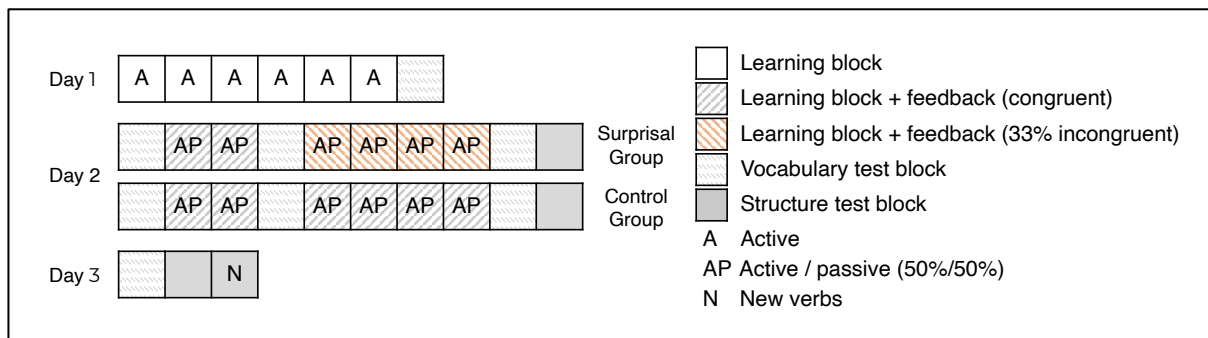 Day 1 A A A A A A
Learning block
Learning block + feedback (congruent)
Learning block + feedback (33% incongruent)
Vocabulary test block
Structure test block
A Active
AP Active / passive (50%/50%)
N New verbs
Day 2
AP AP AP AP AP AP
Surprisal
Group
AP AP AP AP AP AP
Control
Group
Day 3 N